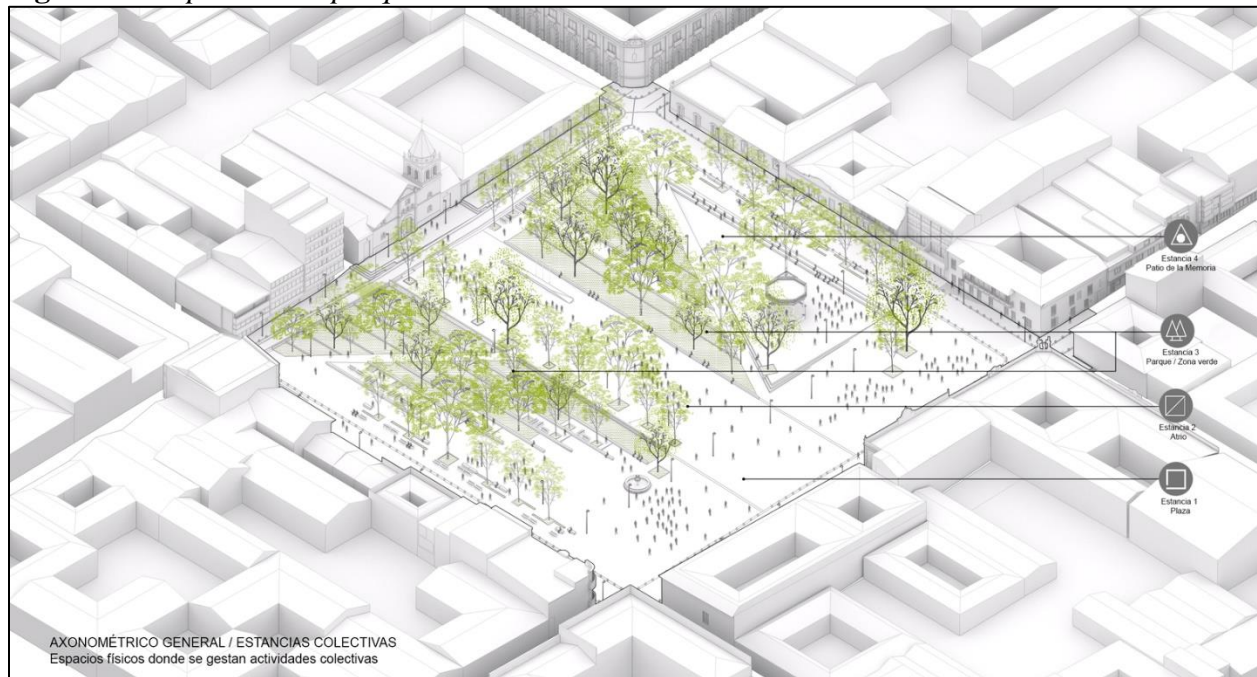 Estancia 4
Patio de la Memoria
Estancia 3
Parque / Zona verde
Estancia 2
Atrio
Estancia 1
Plaza
AXONOMÉTRICO GENERAL / ESTANCIAS COLECTIVAS
Espacios físicos donde se gestan actividades colectivas